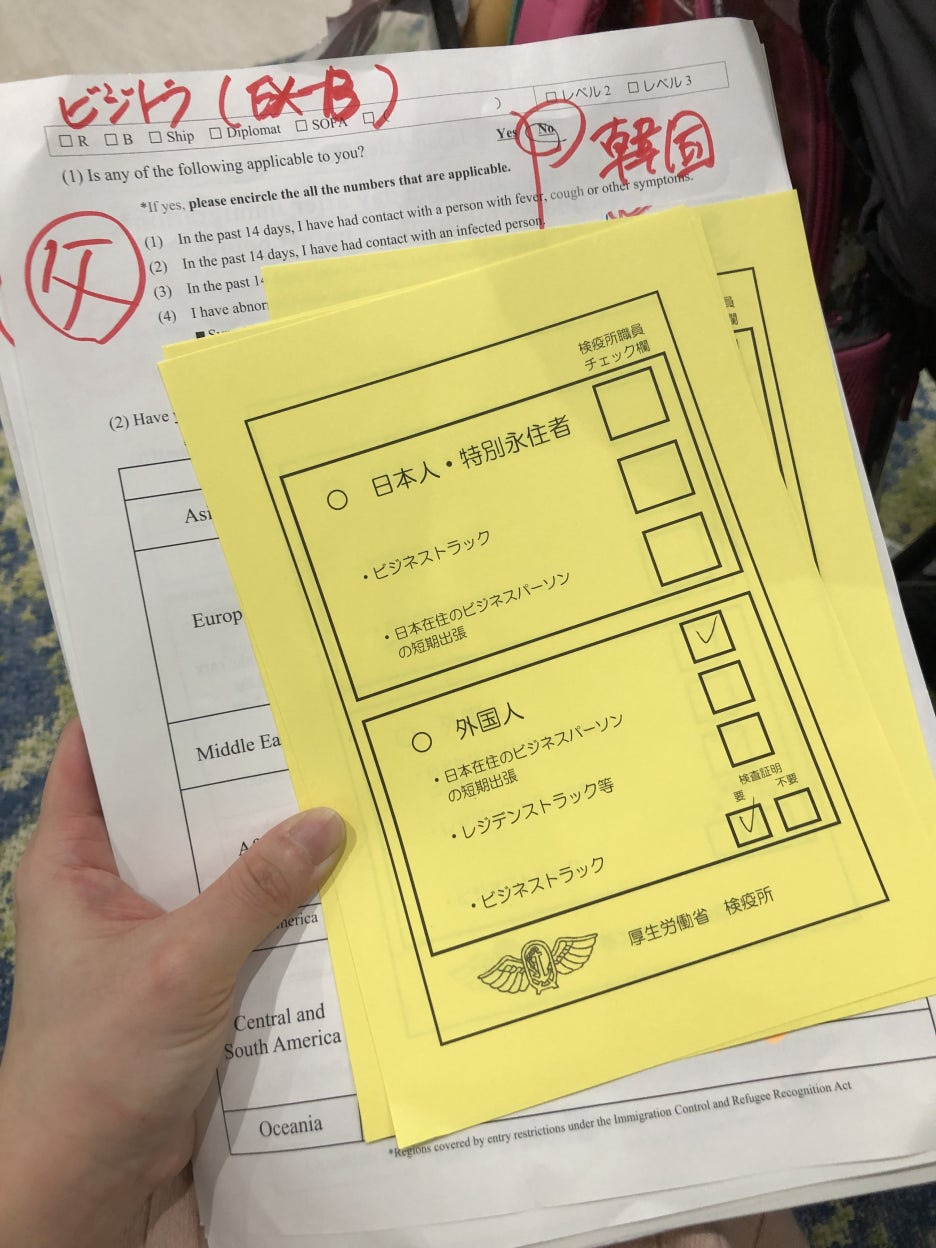 ビジトラ (EX-B)
□ R □ B □ Ship □ Diplomat □ SOFA □ ( ) □ レベル2 □ レベル3
(1) Is any of the following applicable to you? Yes No
韓国
*If yes, please encircle the all the numbers that are applicable.
(1) In the past 14 days, I have had contact with a person with fever, cough or other symptoms.
(2) In the past 14 days, I have had contact with an infected person.
(3) In the past 14
(4) I have abnor
(2) Have
Asi
Europ
Middle Ea
Af
merica
Central and
South America
Oceania
*Regions covered by entry restrictions under the Immigration Control and Refugee Recognition Act
検疫所職員
チェック欄
○ 日本人・特別永住者
・ビジネストラック
・日本在住のビジネスパーソン
の短期出張
○ 外国人
・日本在住のビジネスパーソン
の短期出張
・レジデンストラック等
検査証明
要 不要
・ビジネストラック
厚生労働省 検疫所
員
欄